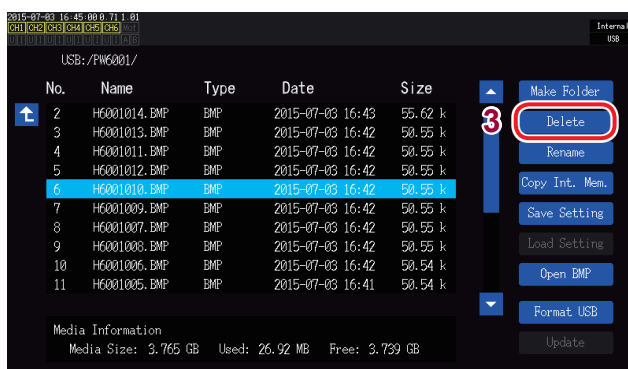 2015-07-03 16:45:00 0.71 1.01
CH1 CH2 CH3 CH4 CH5 CH6 Mot
U I U I U I U I U I U I A B
Internal
USB
USB:/PW6001/
No. Name Type Date Size
2 H6001014.BMP BMP 2015-07-03 16:43 55.62 k
3 H6001013.BMP BMP 2015-07-03 16:42 50.55 k
4 H6001011.BMP BMP 2015-07-03 16:42 50.55 k
5 H6001012.BMP BMP 2015-07-03 16:42 50.55 k
6 H6001010.BMP BMP 2015-07-03 16:42 50.55 k
7 H6001009.BMP BMP 2015-07-03 16:42 50.55 k
8 H6001007.BMP BMP 2015-07-03 16:42 50.55 k
9 H6001008.BMP BMP 2015-07-03 16:42 50.55 k
10 H6001006.BMP BMP 2015-07-03 16:42 50.54 k
11 H6001005.BMP BMP 2015-07-03 16:41 50.54 k
Make Folder
3
Delete
Rename
Copy Int. Mem.
Save Setting
Load Setting
Open BMP
Format USB
Update
Media Information
Media Size: 3.765 GB Used: 26.92 MB Free: 3.739 GB